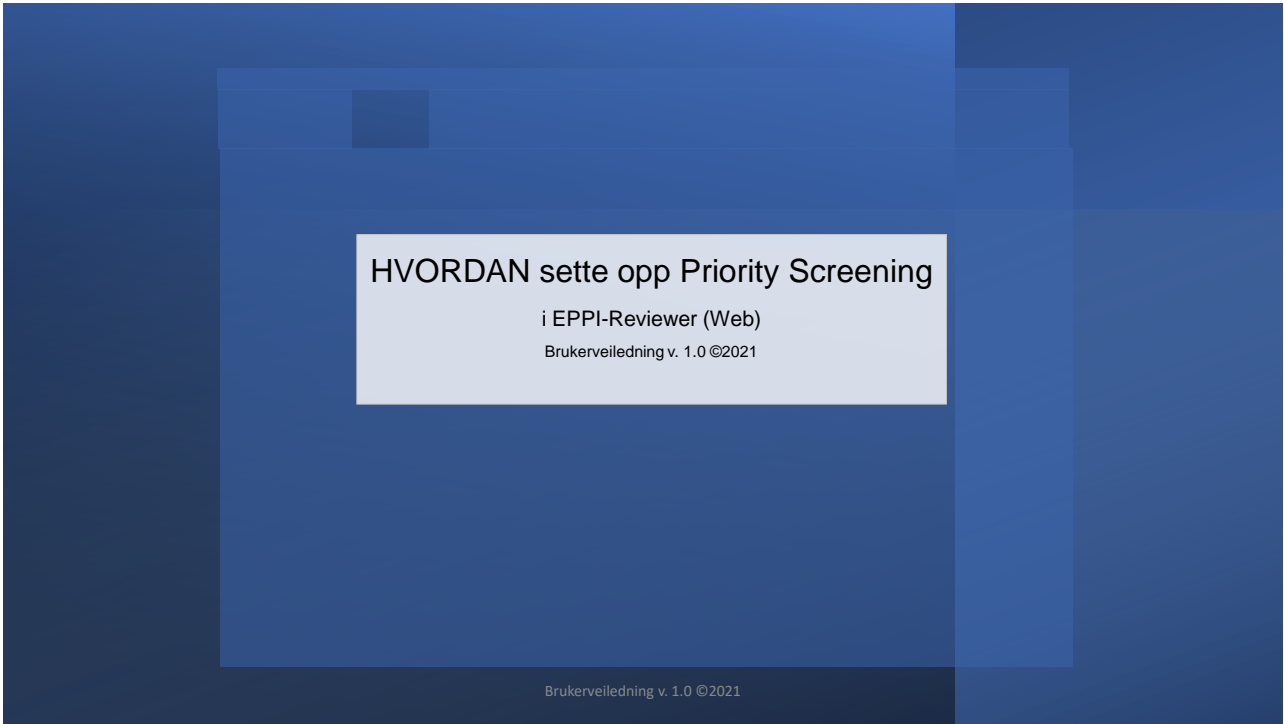 HVORDAN sette opp Priority Screening
i EPPI-Reviewer (Web)
Brukerveiledning v. 1.0 ©2021
Brukerveiledning v. 1.0 ©2021